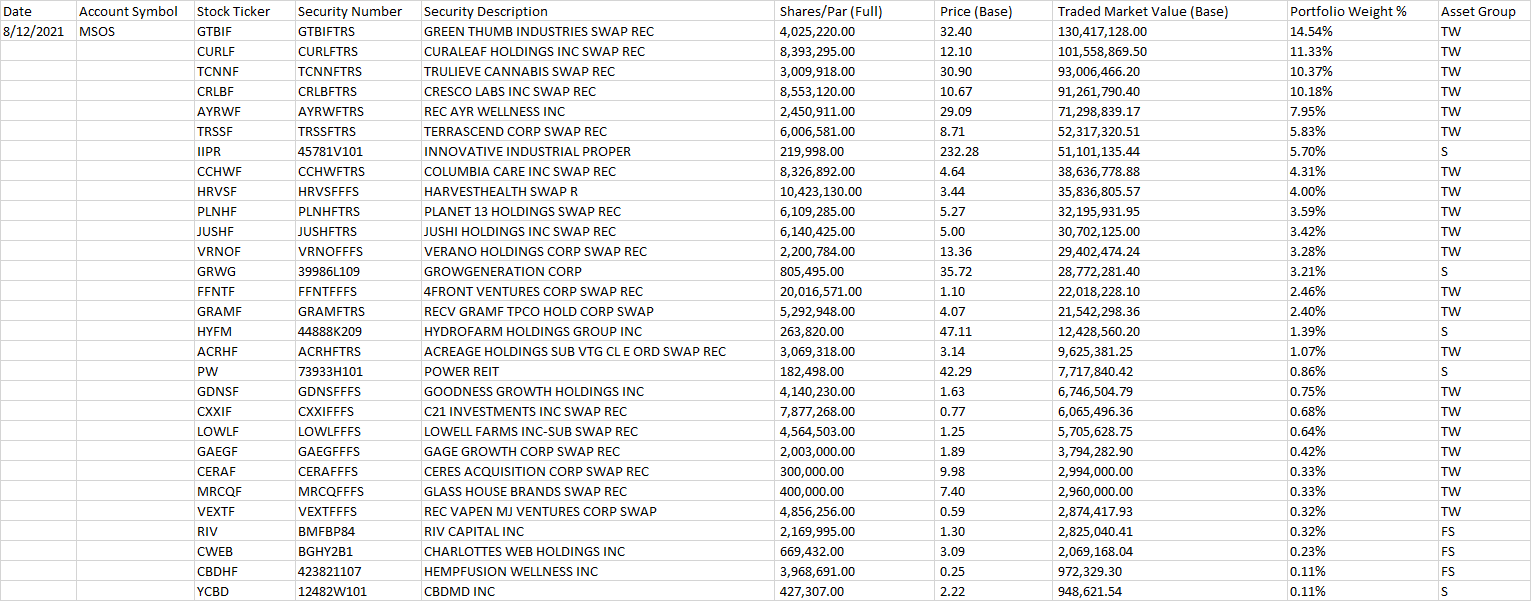 Date Account Symbol Stock Ticker Security Number Security Description Shares/Par (Full) Price (Base) Traded Market Value (Base) Portfolio Weight % Asset Group
8/12/2021 MSOS GTBIF GTBIFTRS GREEN THUMB INDUSTRIES SWAP REC 4,025,220.00 32.40 130,417,128.00 14.54% TW
CURLF CURLFTRS CURALEAF HOLDINGS INC SWAP REC 8,393,295.00 12.10 101,558,869.50 11.33% TW
TCNNF TCNNFTRS TRULIEVE CANNABIS SWAP REC 3,009,918.00 30.90 93,006,466.20 10.37% TW
CRLBF CRLBFTRS CRESCO LABS INC SWAP REC 8,553,120.00 10.67 91,261,790.40 10.18% TW
AYRWF AYRWFTRS REC AYR WELLNESS INC 2,450,911.00 29.09 71,298,839.17 7.95% TW
TRSSF TRSSFTRS TERRASCEND CORP SWAP REC 6,006,581.00 8.71 52,317,320.51 5.83% TW
IIPR 45781V101 INNOVATIVE INDUSTRIAL PROPER 219,998.00 232.28 51,101,135.44 5.70% S
CCHWF CCHWFTRS COLUMBIA CARE INC SWAP REC 8,326,892.00 4.64 38,636,778.88 4.31% TW
HRVSF HRVSFFFS HARVESTHEALTH SWAP R 10,423,130.00 3.44 35,836,805.57 4.00% TW
PLNHF PLNHFTRS PLANET 13 HOLDINGS SWAP REC 6,109,285.00 5.27 32,195,931.95 3.59% TW
JUSHF JUSHFTRS JUSHI HOLDINGS INC SWAP REC 6,140,425.00 5.00 30,702,125.00 3.42% TW
VRNOF VRNOFFFS VERANO HOLDINGS CORP SWAP REC 2,200,784.00 13.36 29,402,474.24 3.28% TW
GRWG 39986L109 GROWGENERATION CORP 805,495.00 35.72 28,772,281.40 3.21% S
FFNTF FFNTFFFS 4FRONT VENTURES CORP SWAP REC 20,016,571.00 1.10 22,018,228.10 2.46% TW
GRAMF GRAMFTRS RECV GRAMF TPCO HOLD CORP SWAP 5,292,948.00 4.07 21,542,298.36 2.40% TW
HYFM 44888K209 HYDROFARM HOLDINGS GROUP INC 263,820.00 47.11 12,428,560.20 1.39% S
ACRHF ACRHFTRS ACREAGE HOLDINGS SUB VTG CL E ORD SWAP REC 3,069,318.00 3.14 9,625,381.25 1.07% TW
PW 73933H101 POWER REIT 182,498.00 42.29 7,717,840.42 0.86% S
GDNSF GDNSFFFS GOODNESS GROWTH HOLDINGS INC 4,140,230.00 1.63 6,746,504.79 0.75% TW
CXXIF CXXIFFFS C21 INVESTMENTS INC SWAP REC 7,877,268.00 0.77 6,065,496.36 0.68% TW
LOWLF LOWLFFFS LOWELL FARMS INC-SUB SWAP REC 4,564,503.00 1.25 5,705,628.75 0.64% TW
GAEGF GAEGFFFS GAGE GROWTH CORP SWAP REC 2,003,000.00 1.89 3,794,282.90 0.42% TW
CERAF CERAFFFS CERES ACQUISITION CORP SWAP REC 300,000.00 9.98 2,994,000.00 0.33% TW
MRCQF MRCQFFFS GLASS HOUSE BRANDS SWAP REC 400,000.00 7.40 2,960,000.00 0.33% TW
VEXTF VEXTFFFS REC VAPEN MJ VENTURES CORP SWAP 4,856,256.00 0.59 2,874,417.93 0.32% TW
RIV BMFBP84 RIV CAPITAL INC 2,169,995.00 1.30 2,825,040.41 0.32% FS
CWEB BGHY2B1 CHARLOTTES WEB HOLDINGS INC 669,432.00 3.09 2,069,168.04 0.23% FS
CBDHF 423821107 HEMPFUSION WELLNESS INC 3,968,691.00 0.25 972,329.30 0.11% FS
YCBD 12482W101 CBDMD INC 427,307.00 2.22 948,621.54 0.11% S